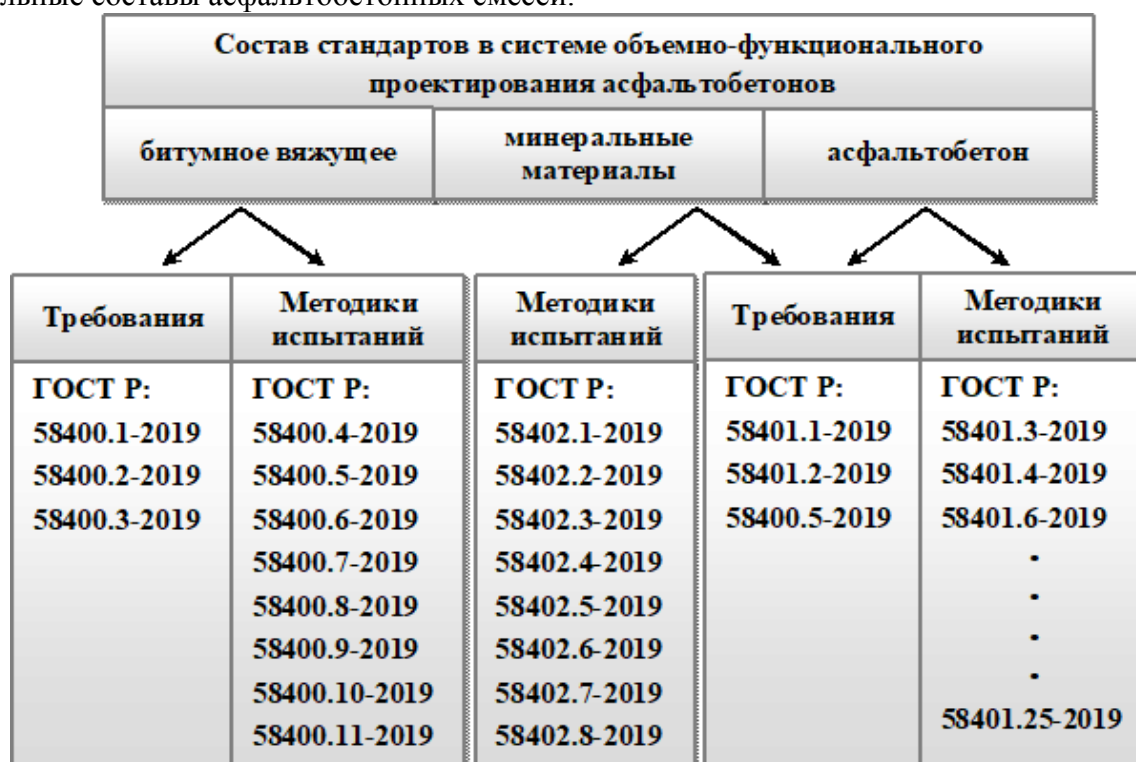 льные составы асфальтобетонных смесей.
Состав стандартов в системе объемно-функционального
проектирования асфальтобетонов
битумное вяжущее
минеральные
материалы
асфальтобетон
Требования
ГОСТ Р:
58400.1-2019
58400.2-2019
58400.3-2019
Методики
испытаний
ГОСТ Р:
58400.4-2019
58400.5-2019
58400.6-2019
58400.7-2019
58400.8-2019
58400.9-2019
58400.10-2019
58400.11-2019
Методики
испытаний
ГОСТ Р:
58402.1-2019
58402.2-2019
58402.3-2019
58402.4-2019
58402.5-2019
58402.6-2019
58402.7-2019
58402.8-2019
Требования
ГОСТ Р:
58401.1-2019
58401.2-2019
58400.5-2019
Методики
испытаний
ГОСТ Р:
58401.3-2019
58401.4-2019
58401.6-2019
.
.
.
.
58401.25-2019